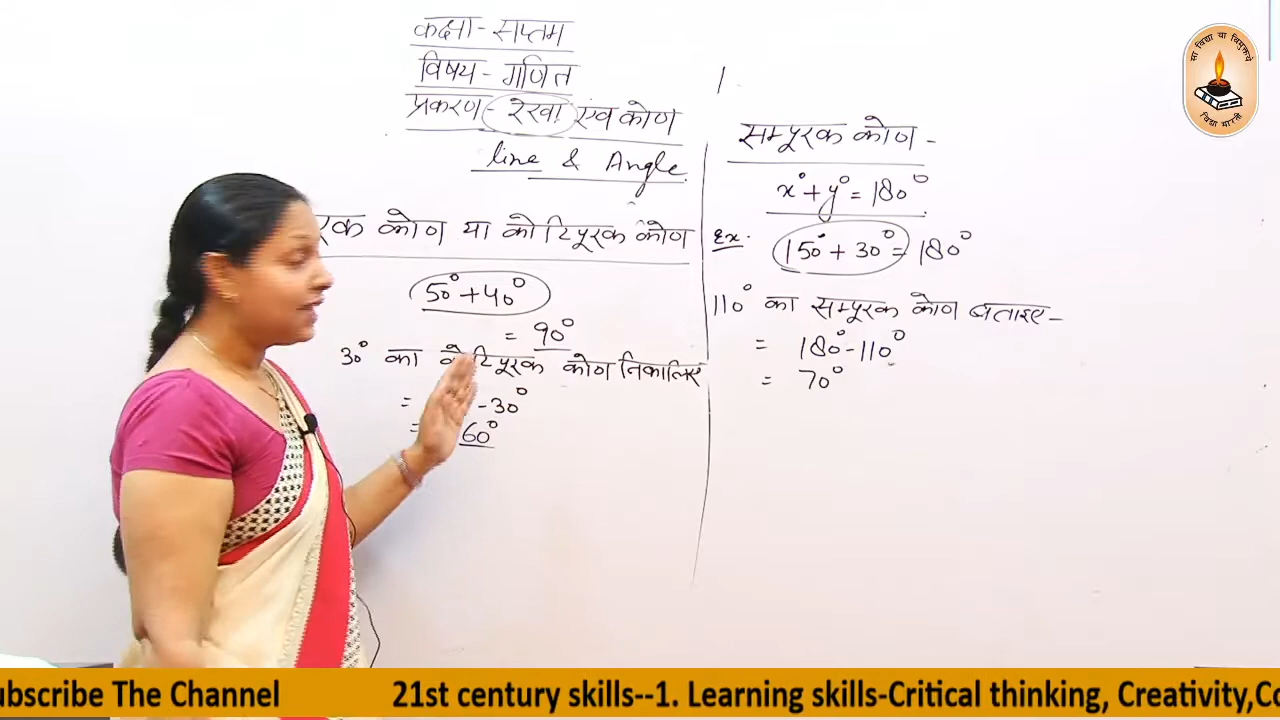 कक्षा - सप्तम
विषय - गणित
प्रकरण - रेखा एंव कोण
line & Angle.
कोण या कोटिपूरक कोण
50° + 40°
= 90°
30° का कोटिपूरक कोण निकालिए
= - 30°
= 60°
सम्पूरक कोण -
x° + y° = 180°
Ex. 150° + 30° = 180°
110° का सम्पूरक कोण बताइए -
= 180° - 110°
= 70°
सा विद्या या विमुक्तये
विद्या भारती
ubscribe The Channel 21st century skills--1. Learning skills-Critical thinking, Creativity,Co